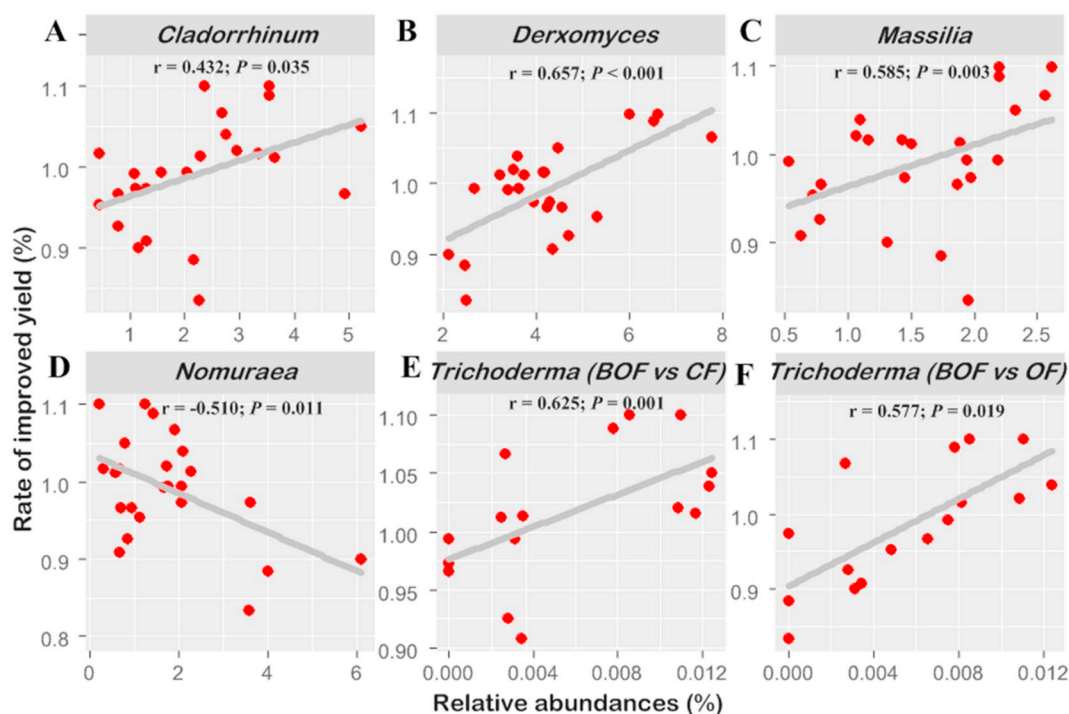 A
Cladorrhinum
r = 0.432; P = 0.035
1.1
1.0
0.9
1
2
3
4
5
B
Derxomyces
r = 0.657; P < 0.001
1.1
1.0
0.9
2
4
6
8
C
Massilia
r = 0.585; P = 0.003
1.1
1.0
0.9
0.5
1.0
1.5
2.0
2.5
Rate of improved yield (%)
D
Nomuraea
r = -0.510; P = 0.011
1.1
1.0
0.9
0.8
0
2
4
6
E
Trichoderma (BOF vs CF)
r = 0.625; P = 0.001
1.10
1.05
1.00
0.95
0.90
0.000
0.004
0.008
0.012
F
Trichoderma (BOF vs OF)
r = 0.577; P = 0.019
1.1
1.0
0.9
0.000
0.004
0.008
0.012
Relative abundances (%)